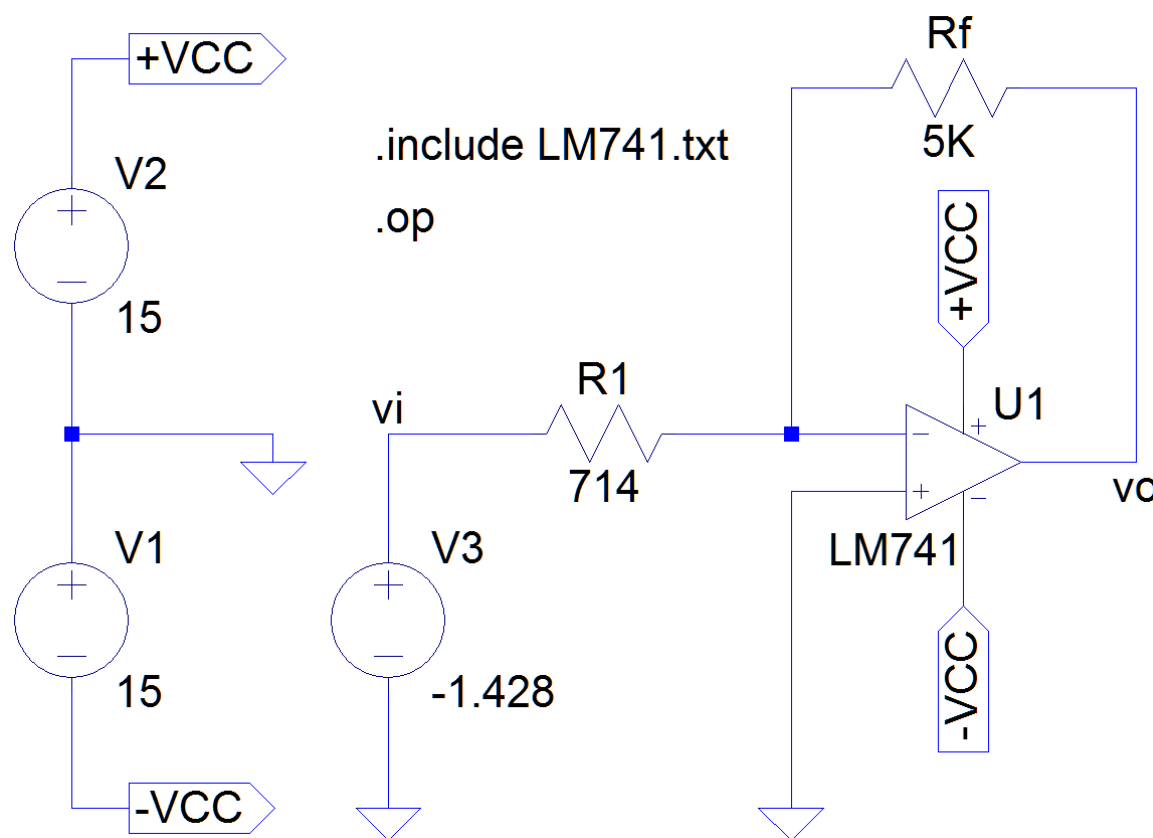 +VCC
V2
15
V1
15
-VCC
.include LM741.txt
.op
vi
V3
-1.428
R1
714
Rf
5K
+VCC
U1
LM741
-VCC
vo